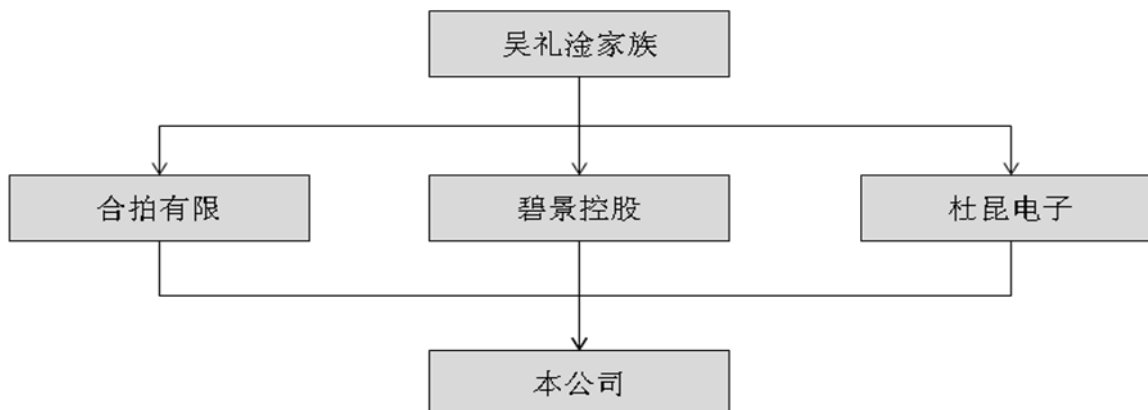 吴礼淦家族
合拍有限
碧景控股
杜昆电子
本公司